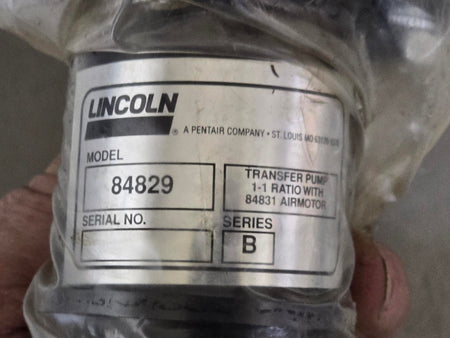 LINCOLN
®
A PENTAIR COMPANY • ST. LOUIS MO
MODEL
84829
TRANSFER PUMP
1-1 RATIO WITH
84831 AIRMOTOR
SERIAL NO.
SERIES
B